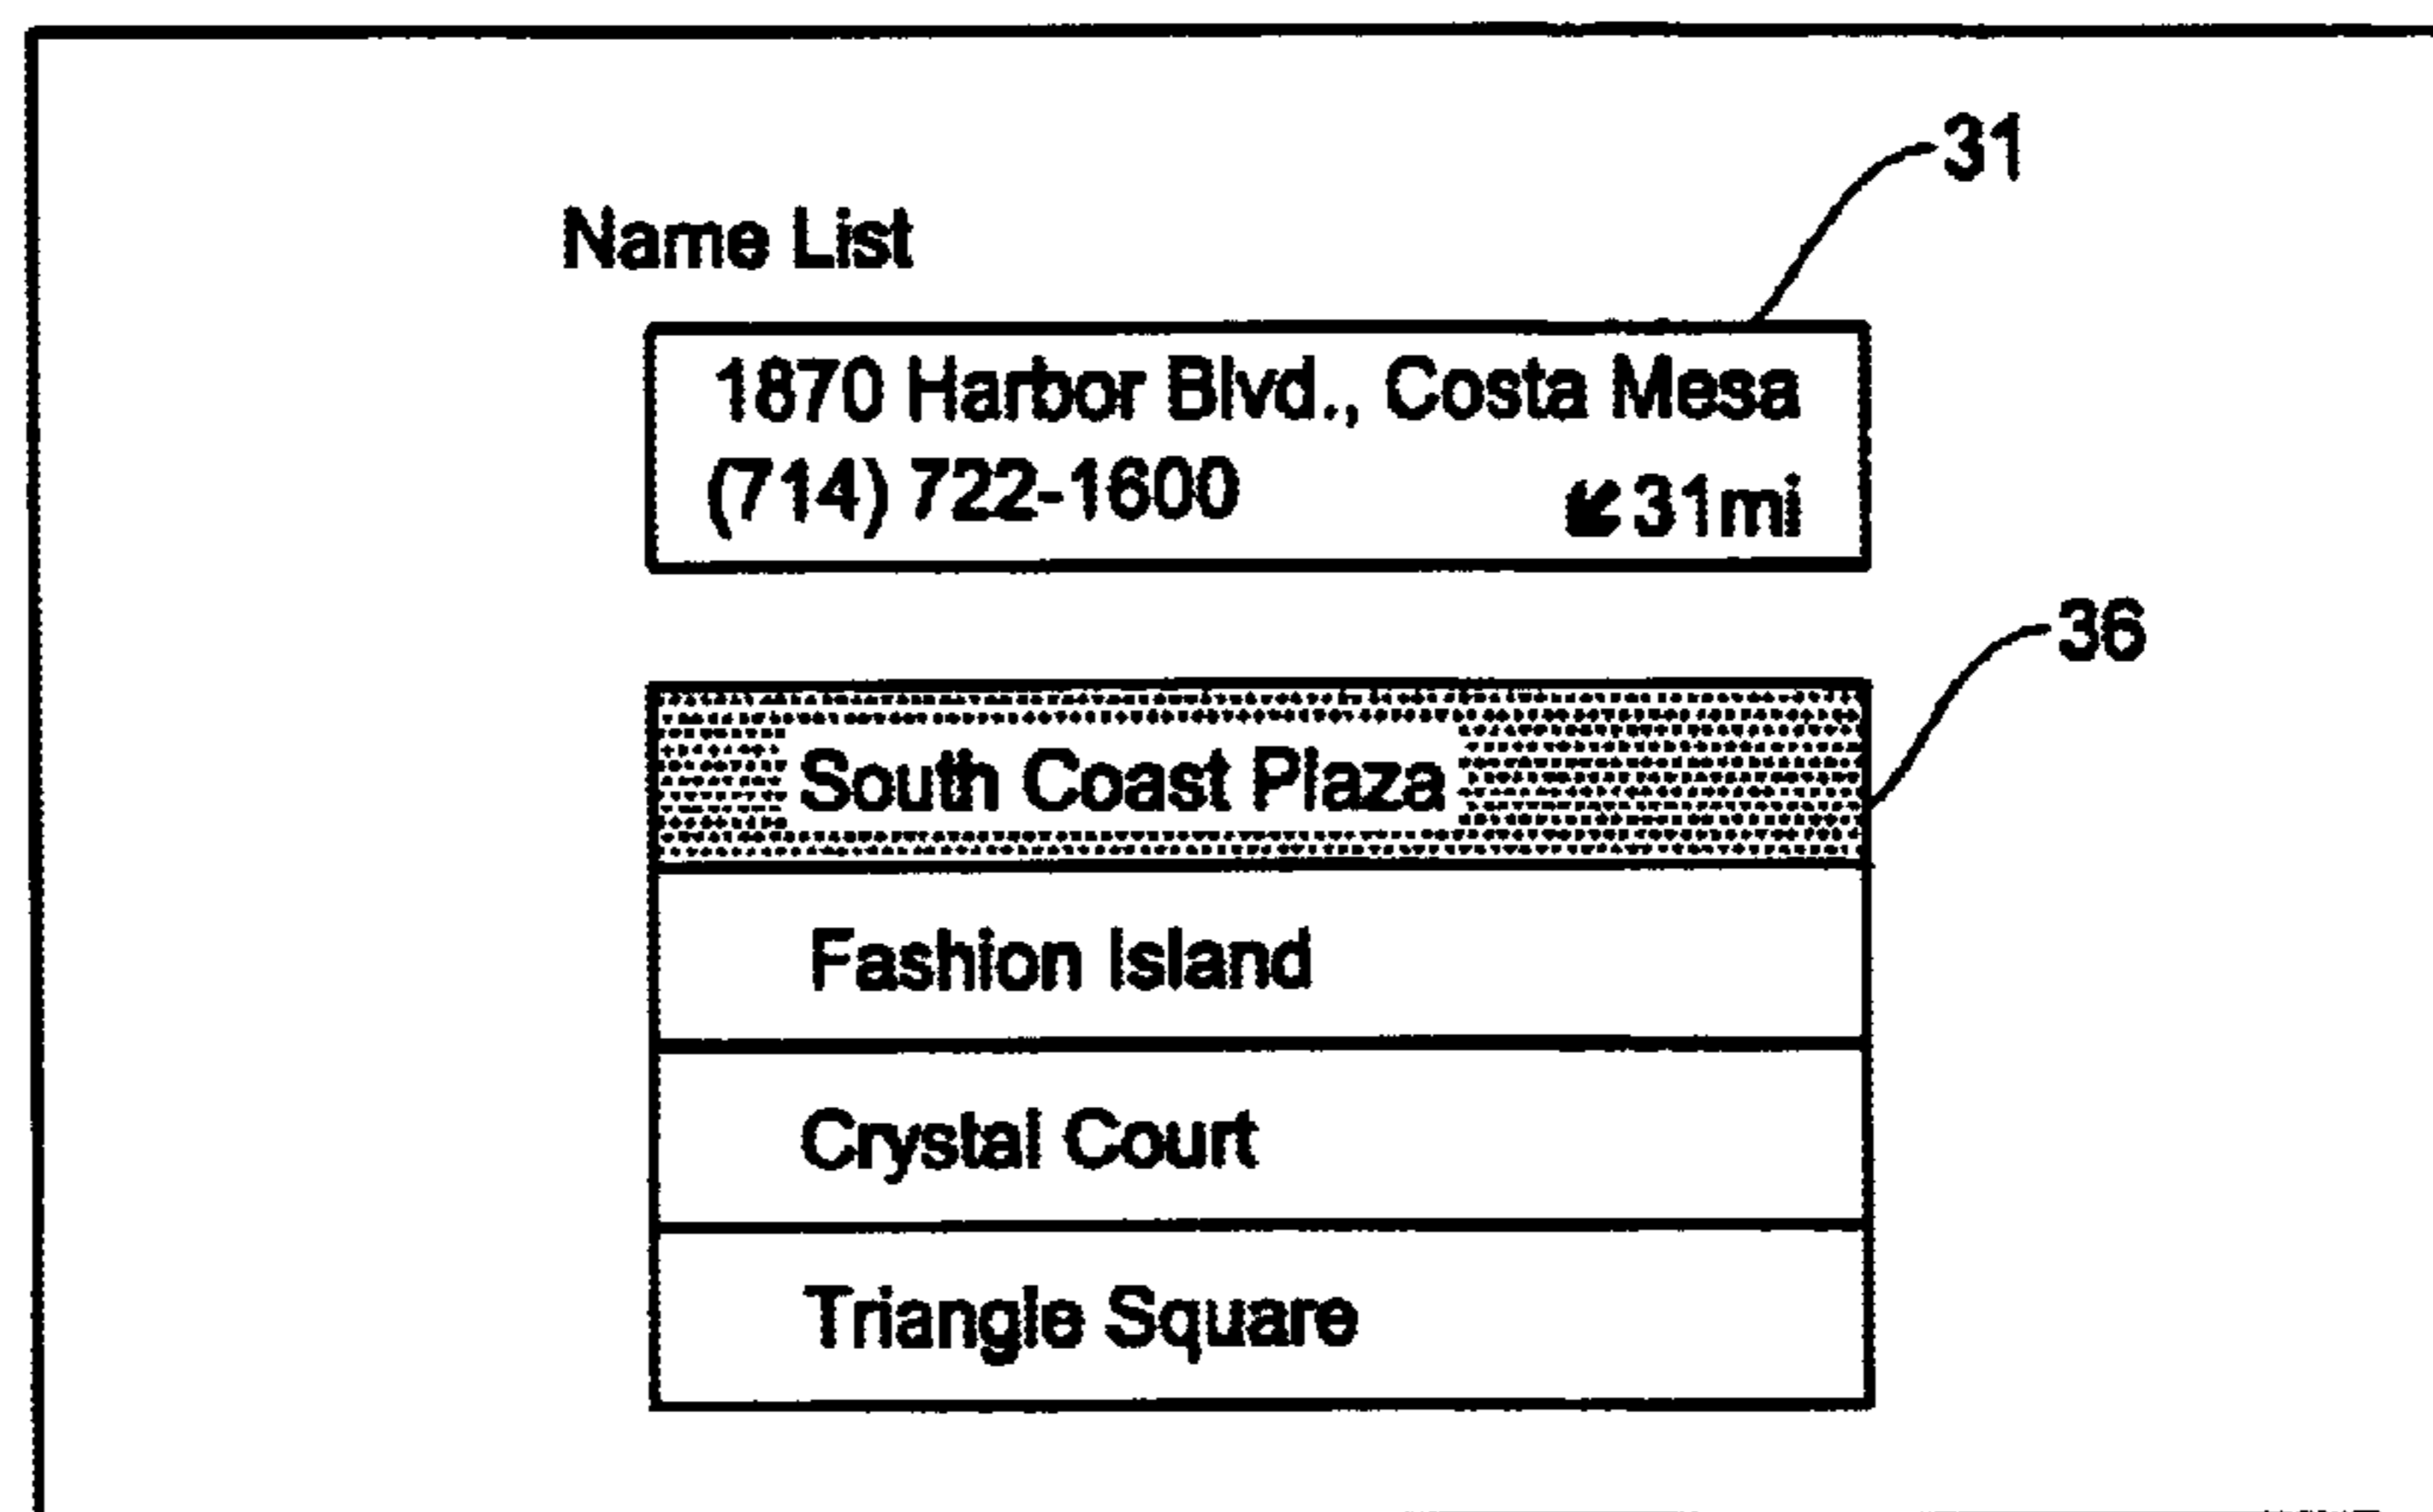 31
Name List
1870 Harbor Blvd., Costa Mesa
(714) 722-1600 31mi
36
South Coast Plaza
Fashion Island
Crystal Court
Triangle Square